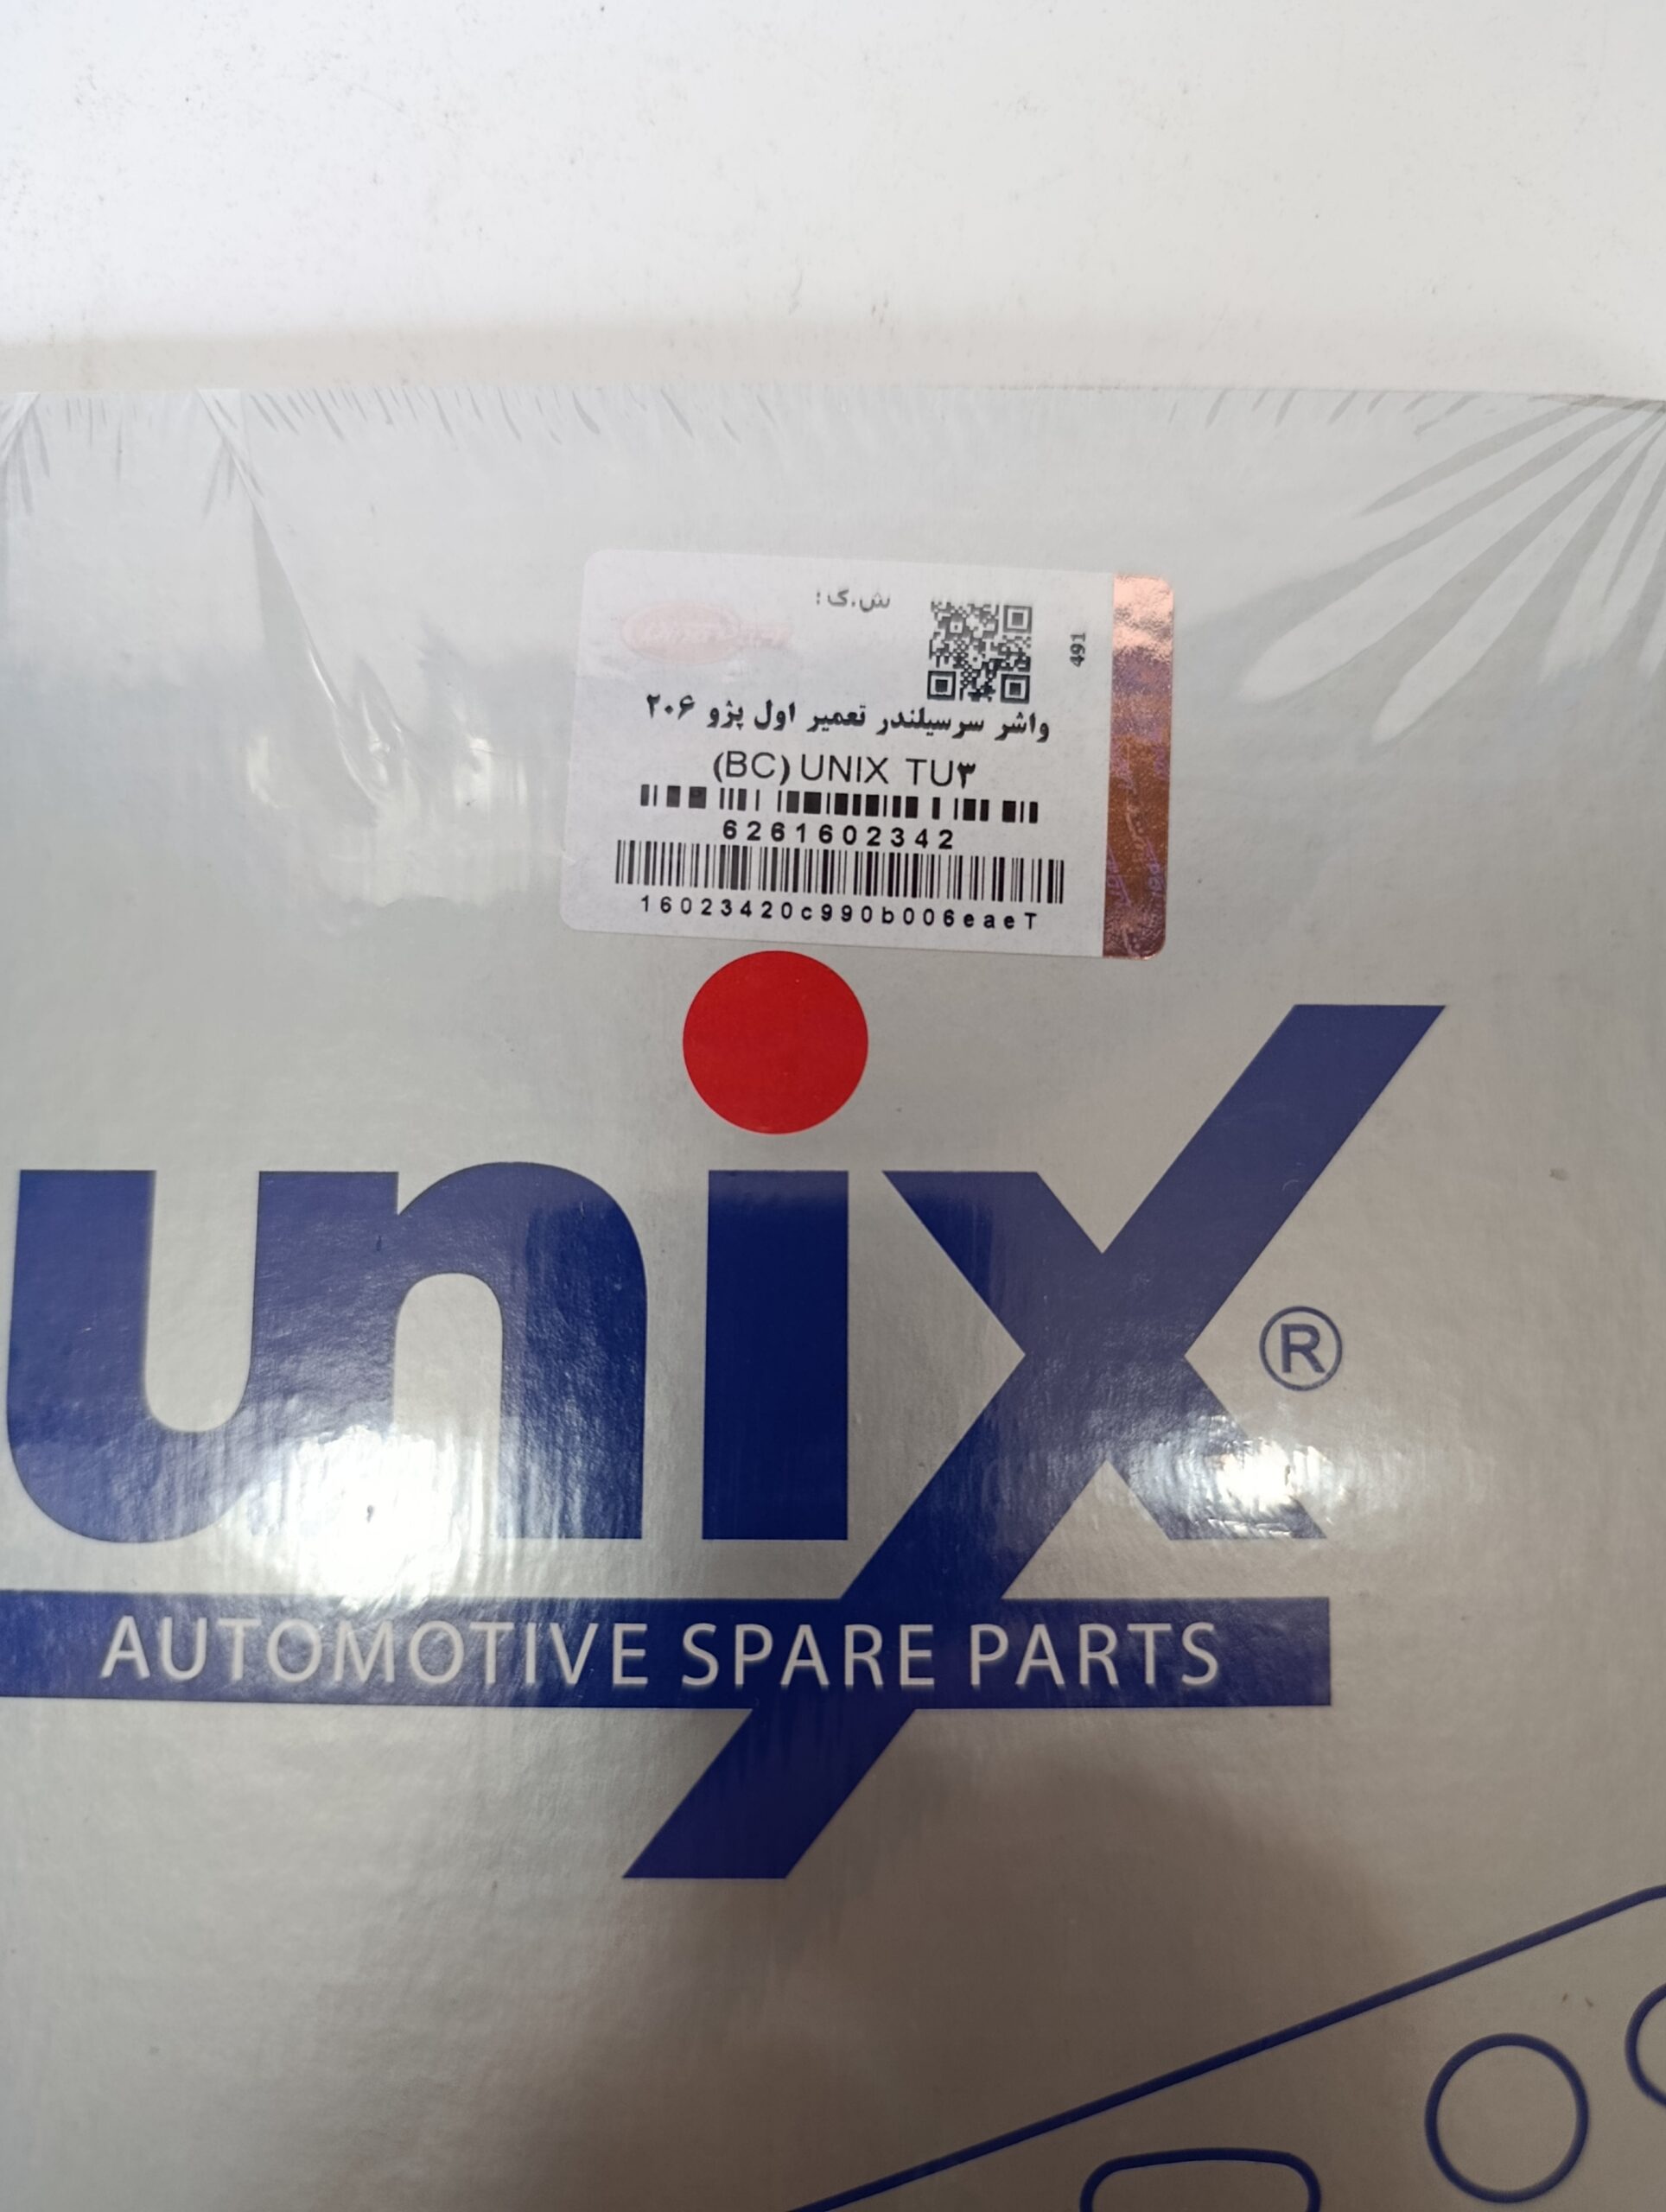 ش.گ:
491
واشر سرسیلندر تعمیر اول پژو ۲۰۶
(BC) UNIX TU۳
6261602342
16023420c990b006eaeT
unix®
AUTOMOTIVE SPARE PARTS